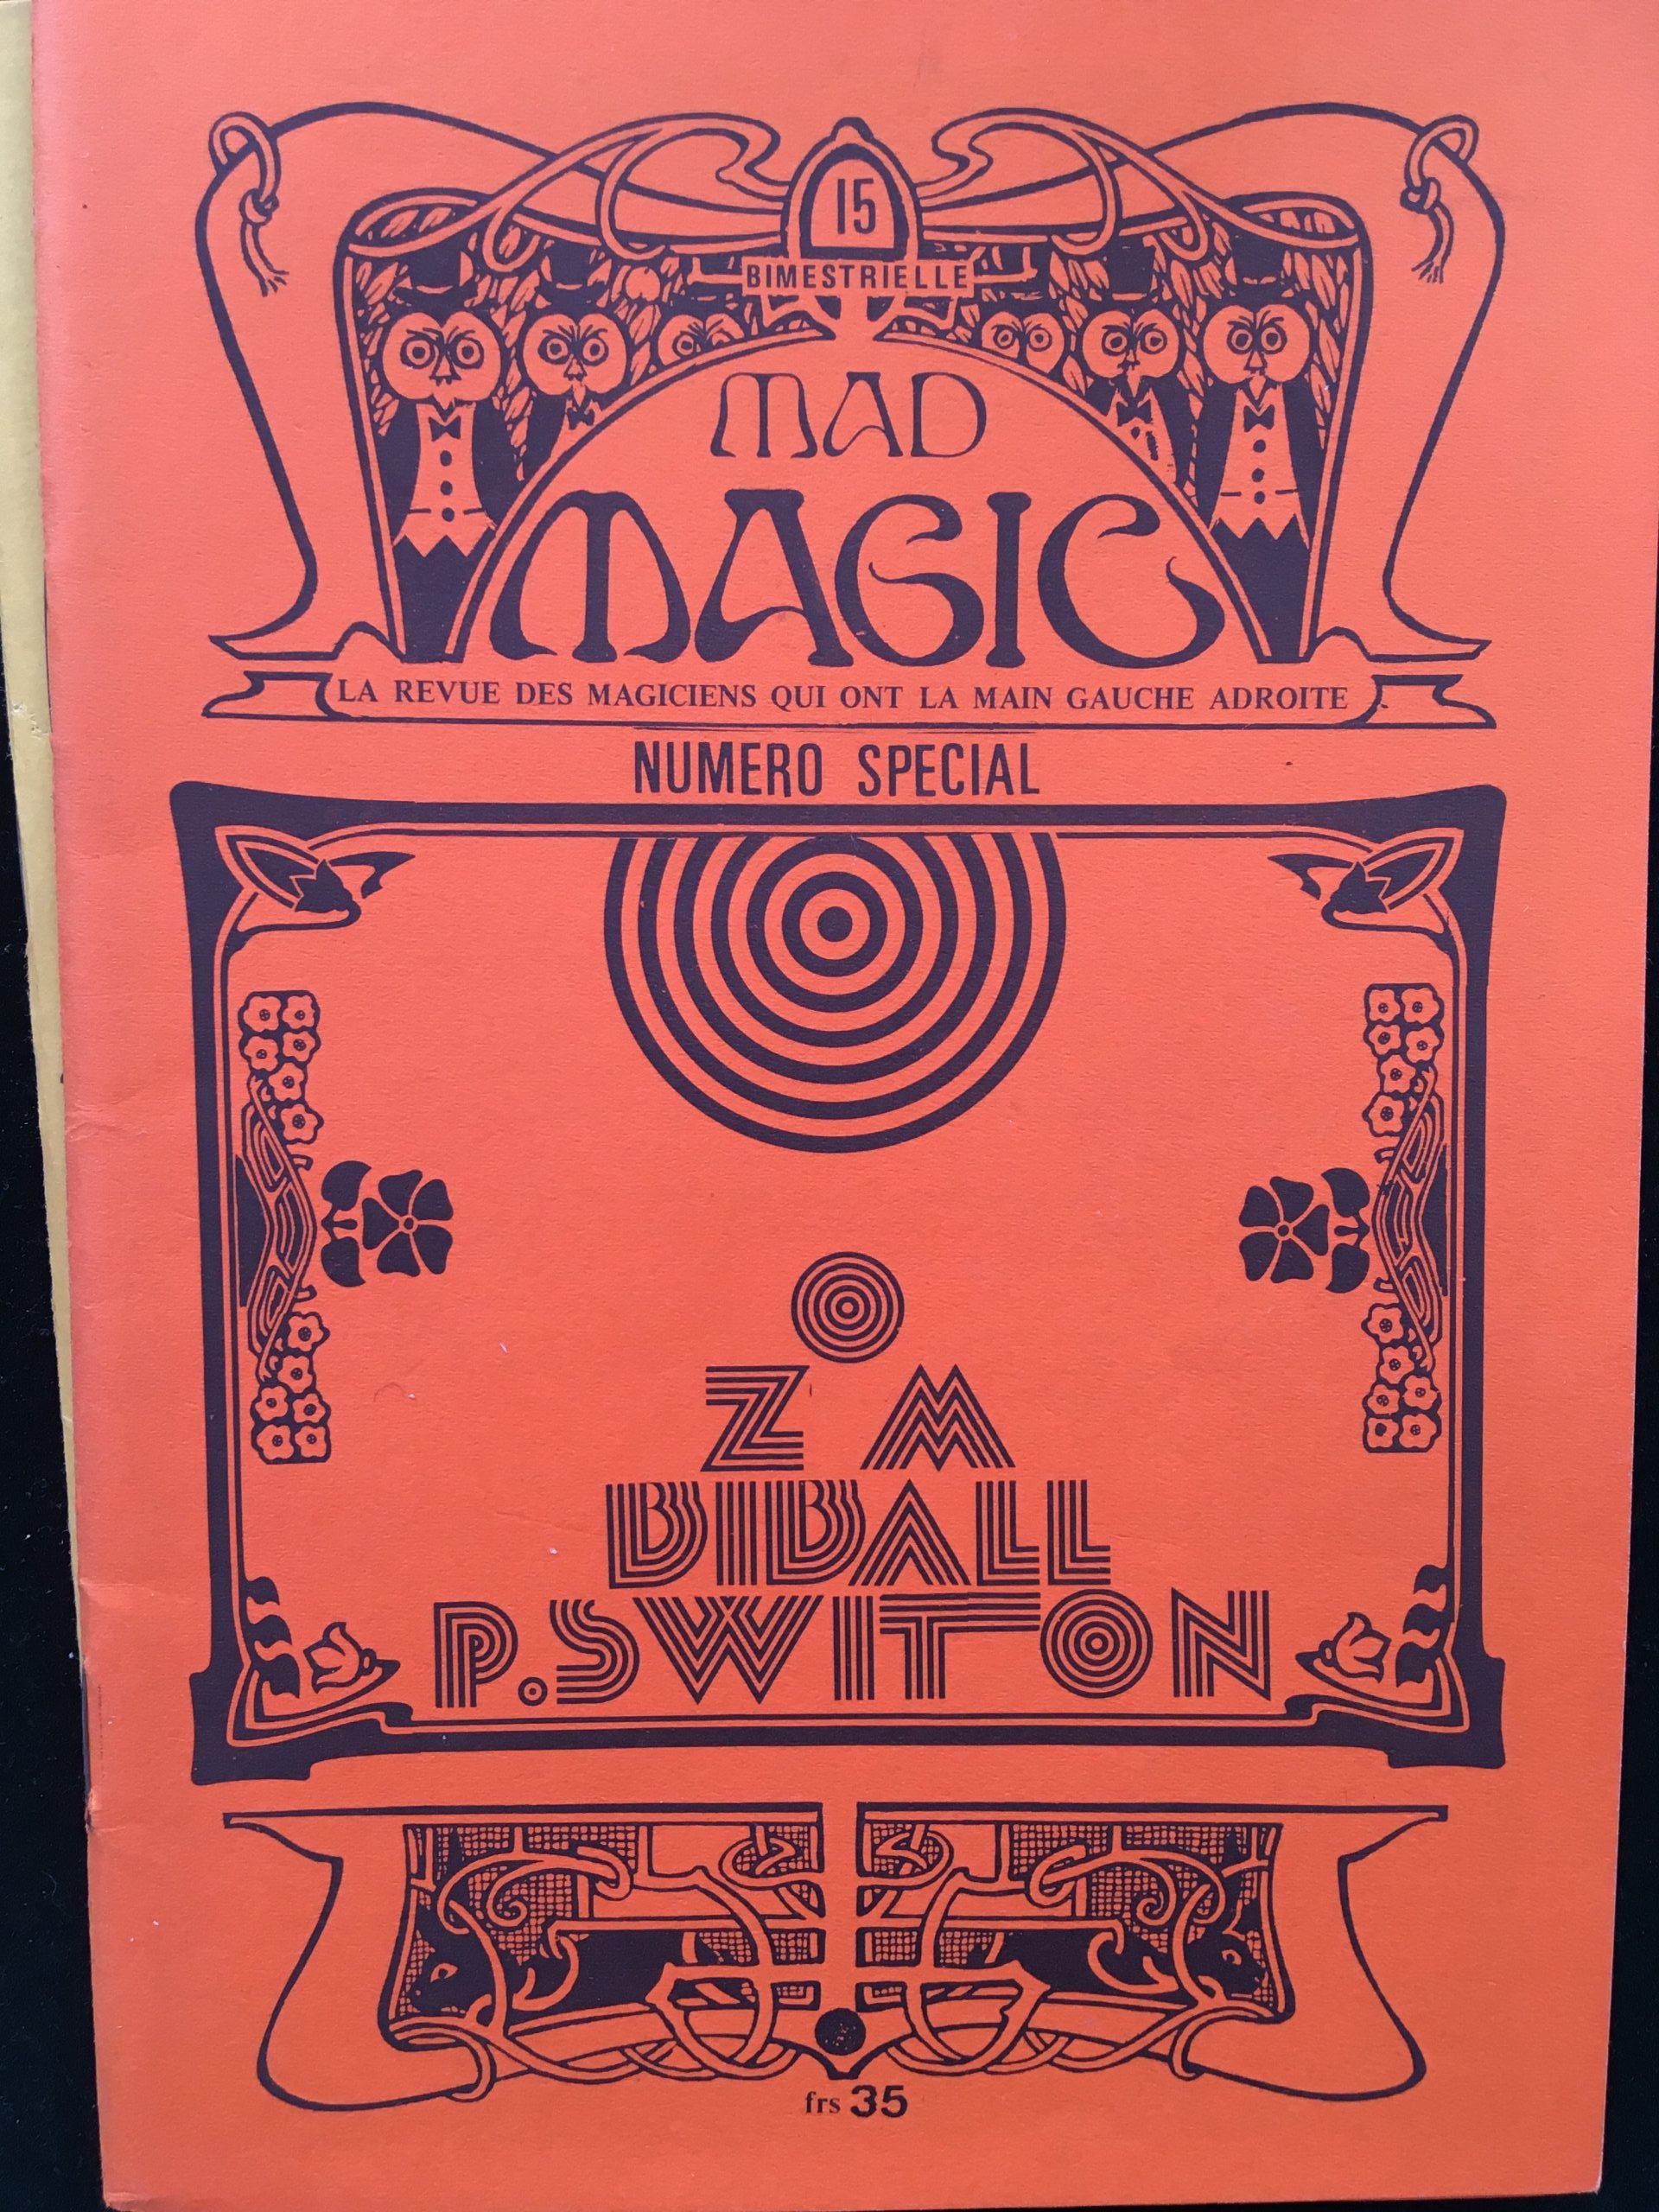 15
BIMESTRIELLE
MAD
MAGIC
LA REVUE DES MAGICIENS QUI ONT LA MAIN GAUCHE ADROITE
NUMERO SPECIAL
ZOM
BIBALL
P.SWITON
frs 35